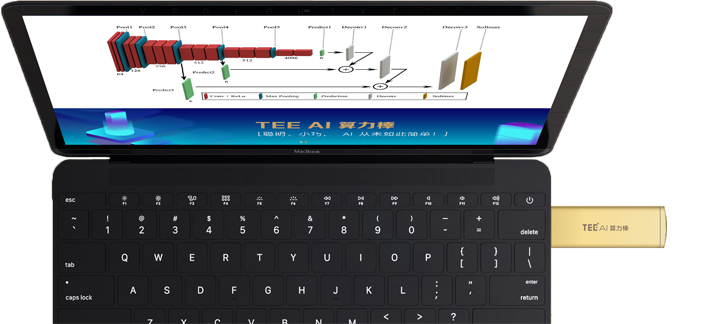 Pool1 Pool2 Pool3 Pool4 Pool5 Predict1 Deconv1 Deconv2 Deconv3 Softmax
64
128
256
512
512
4096
Predict2
Predict3
Conv + ReLu Max Pooling Prediction Deconv Softmax
TEE AI 算力棒
[聪明、小巧, AI 从未如此简单!]
MacBook
esc F1 F2 F3 F4 F5 F6 F7 F8 F9 F10 F11 F12
~ ! @ # $ % ^ & * ( ) — +
` 1 2 3 4 5 6 7 8 9 0 - = delete
TEE AI 算力棒
tab Q W E R T Y U I O P { [ } ] | \
caps lock A S D F G H J K L : ; " ' enter return
Z X C V B N M < > ?